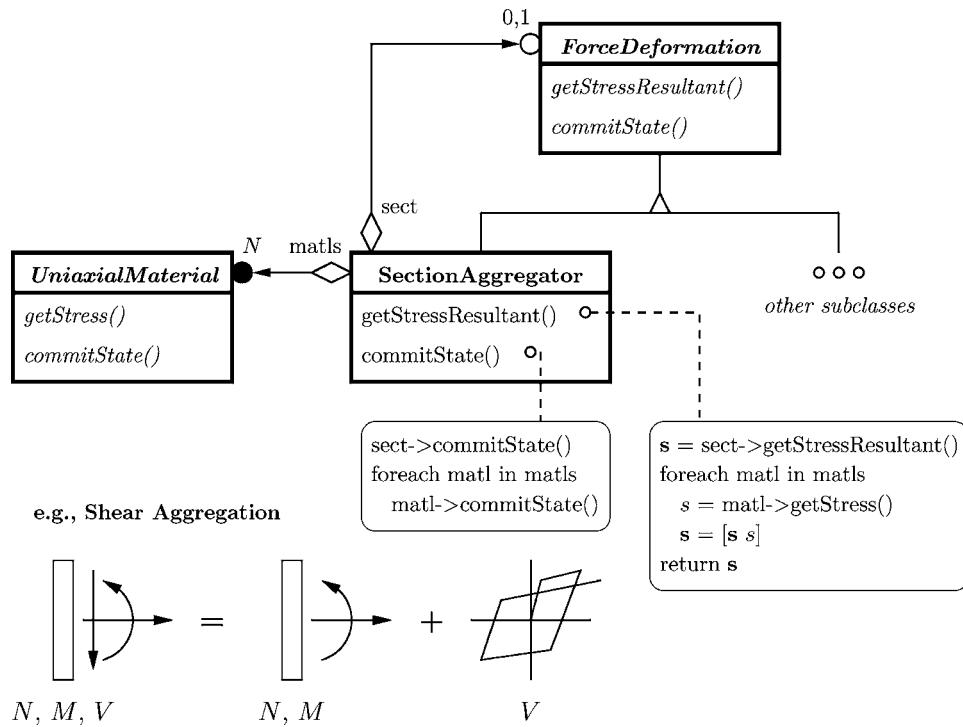 0,1
ForceDeformation
getStressResultant()
commitState()
sect
N
matls
UniaxialMaterial
getStress()
commitState()
SectionAggregator
getStressResultant()
commitState()
other subclasses
sect->commitState()
foreach matl in matls
matl->commitState()
s = sect->getStressResultant()
foreach matl in matls
s = matl->getStress()
s = [s s]
return s
e.g., Shear Aggregation
= +
N, M, V N, M V